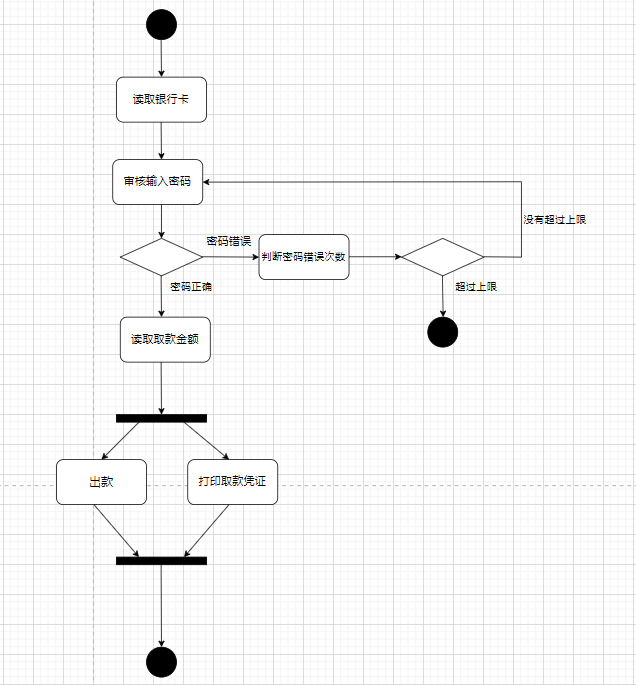 读取银行卡
审核输入密码
没有超过上限
密码错误
判断密码错误次数
密码正确
超过上限
读取取款金额
出款
打印取款凭证